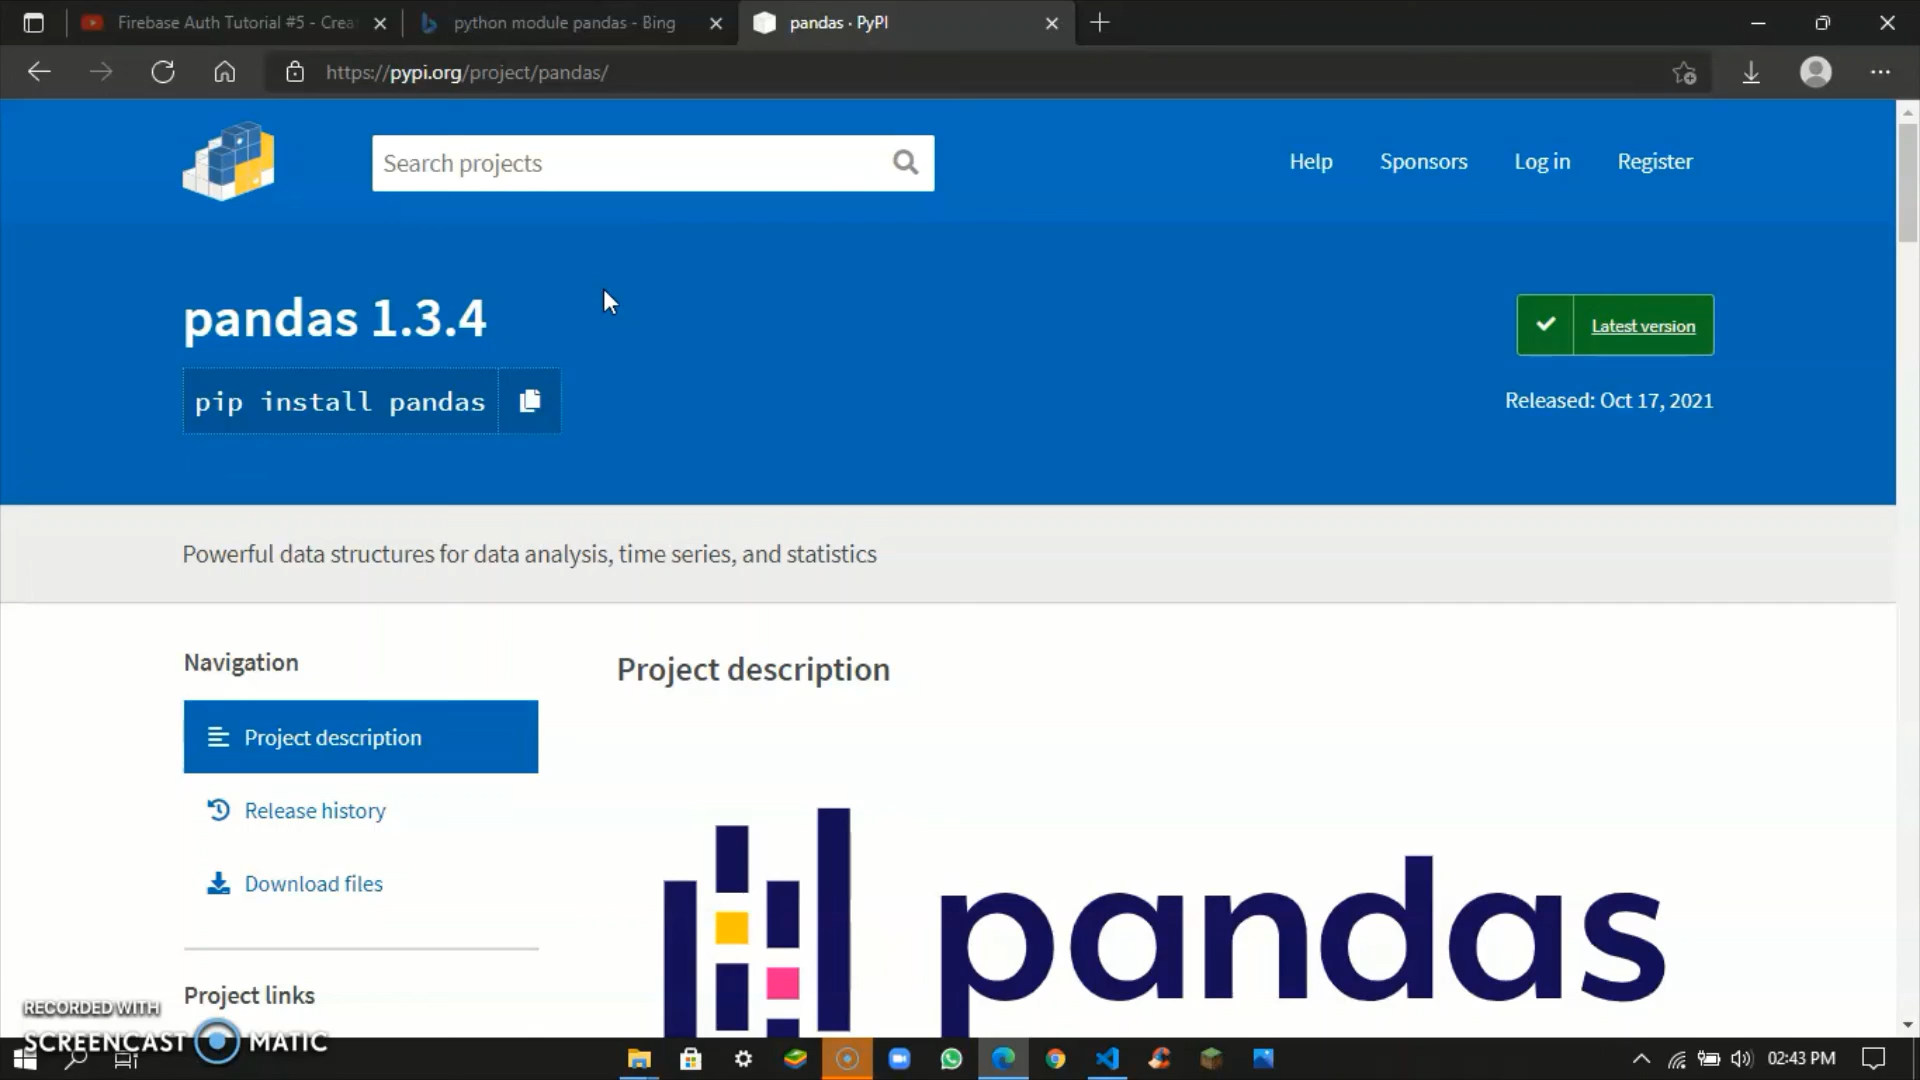 Firebase Auth Tutorial #5 - Crea
python module pandas - Bing
pandas · PyPI
https://pypi.org/project/pandas/
Search projects
Help
Sponsors
Log in
Register
pandas 1.3.4
pip install pandas
Latest version
Released: Oct 17, 2021
Powerful data structures for data analysis, time series, and statistics
Navigation
Project description
Release history
Download files
Project links
Project description
pandas
RECORDED WITH
SCREENCAST MATIC
02:43 PM